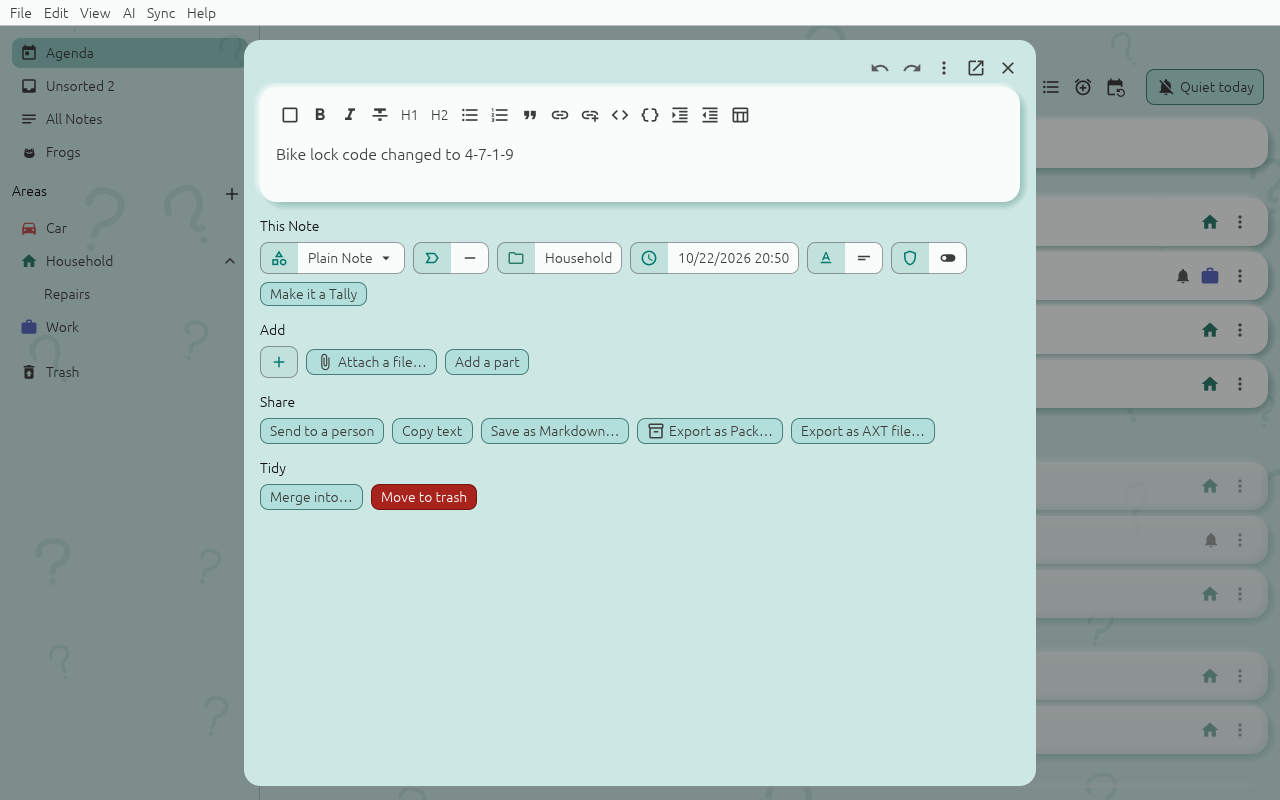 File Edit View AI Sync Help
Agenda
Unsorted 2
All Notes
Frogs
Areas
Car
Household
Repairs
Work
Trash
Quiet today
B I S H1 H2
Bike lock code changed to 4-7-1-9
This Note
Plain Note
Household
10/22/2026 20:50
Make it a Tally
Add
Attach a file…
Add a part
Share
Send to a person
Copy text
Save as Markdown…
Export as Pack…
Export as AXT file…
Tidy
Merge into…
Move to trash